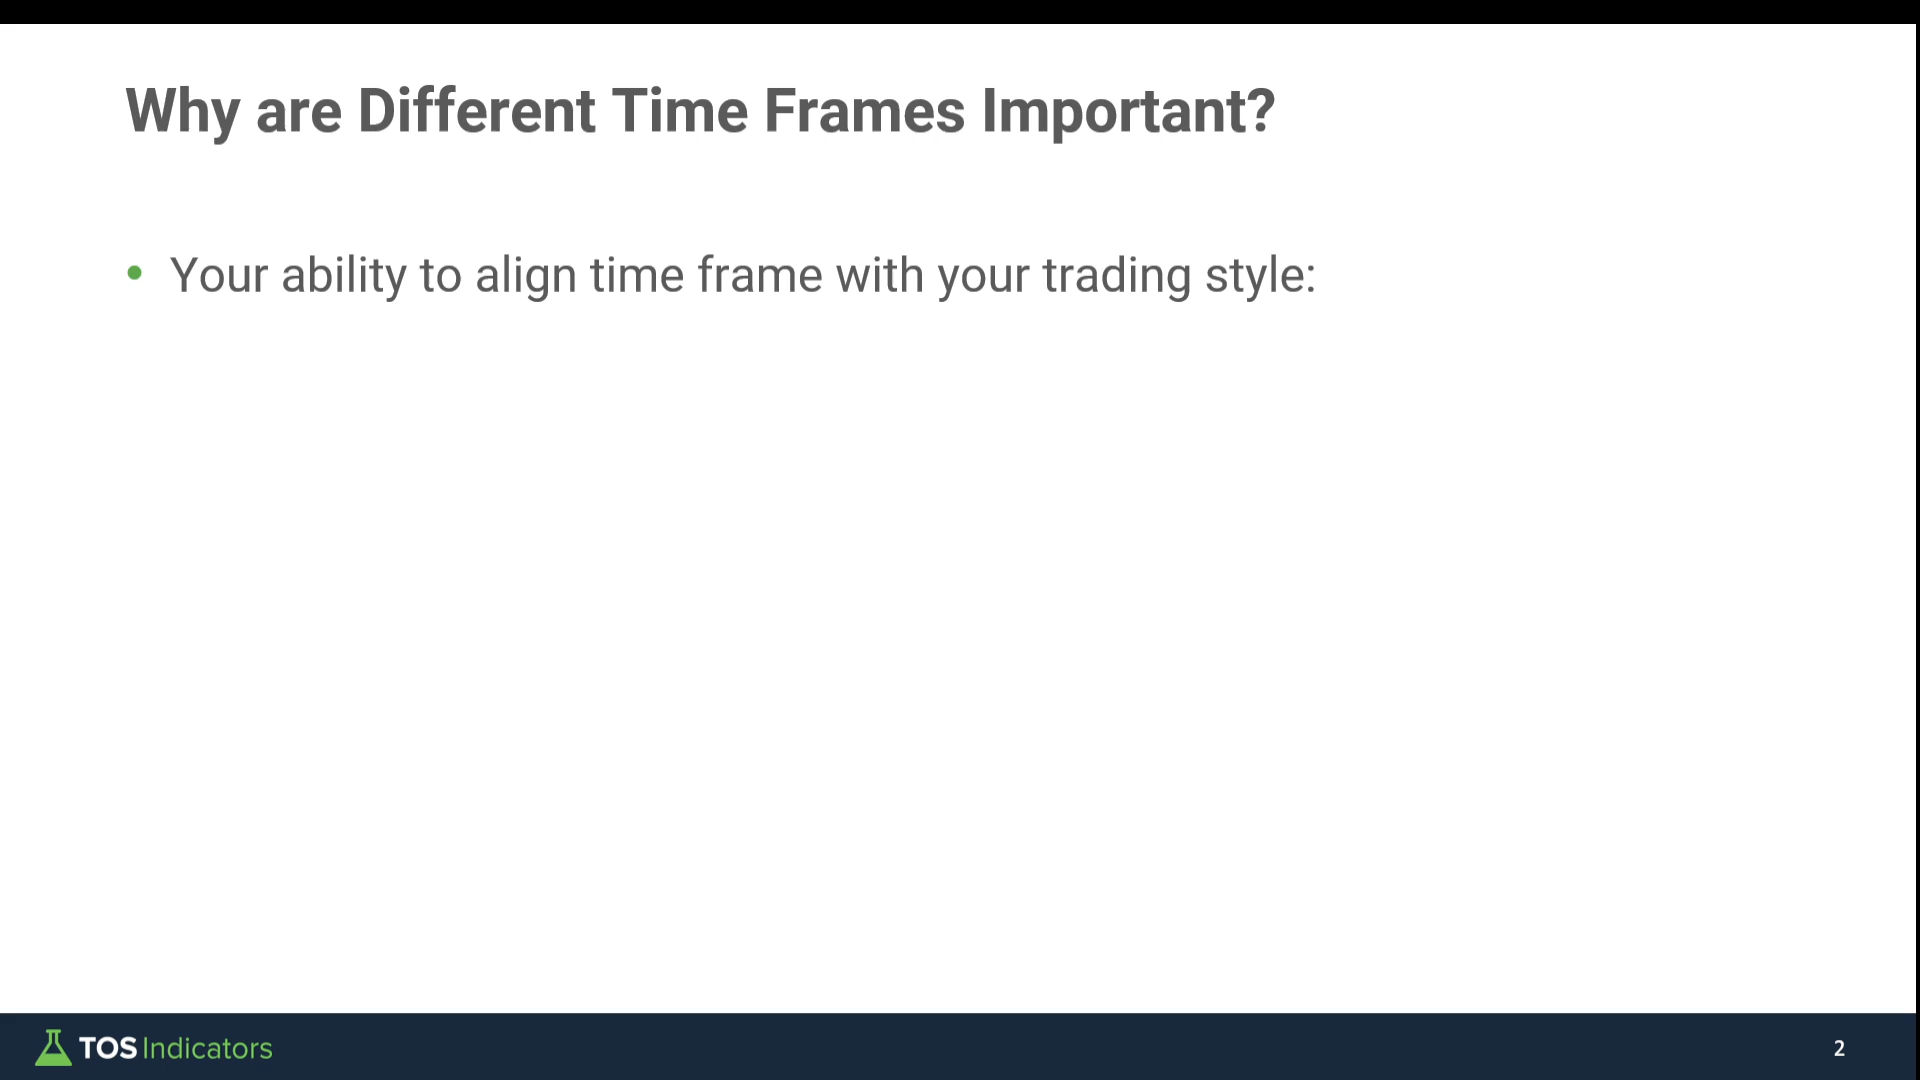 Why are Different Time Frames Important?
• Your ability to align time frame with your trading style:
TOS Indicators
2